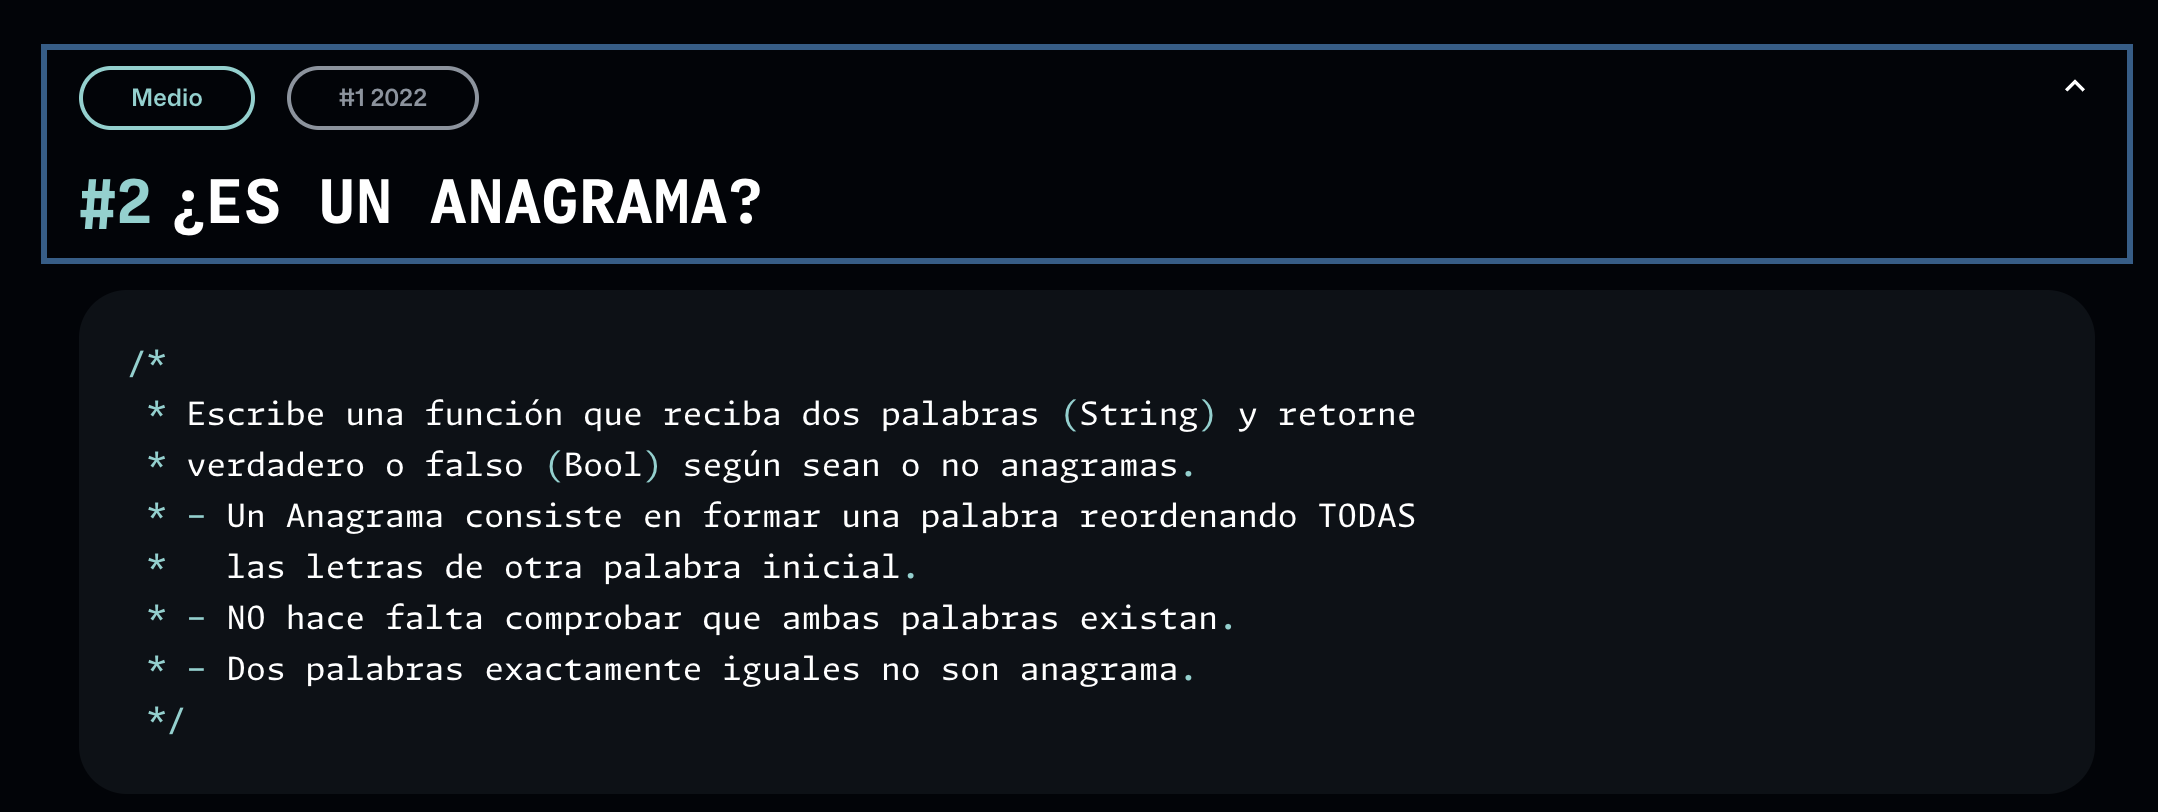 Medio #1 2022
#2 ¿ES UN ANAGRAMA?
/*
 * Escribe una función que reciba dos palabras (String) y retorne
 * verdadero o falso (Bool) según sean o no anagramas.
 * - Un Anagrama consiste en formar una palabra reordenando TODAS
 *   las letras de otra palabra inicial.
 * - NO hace falta comprobar que ambas palabras existan.
 * - Dos palabras exactamente iguales no son anagrama.
 */